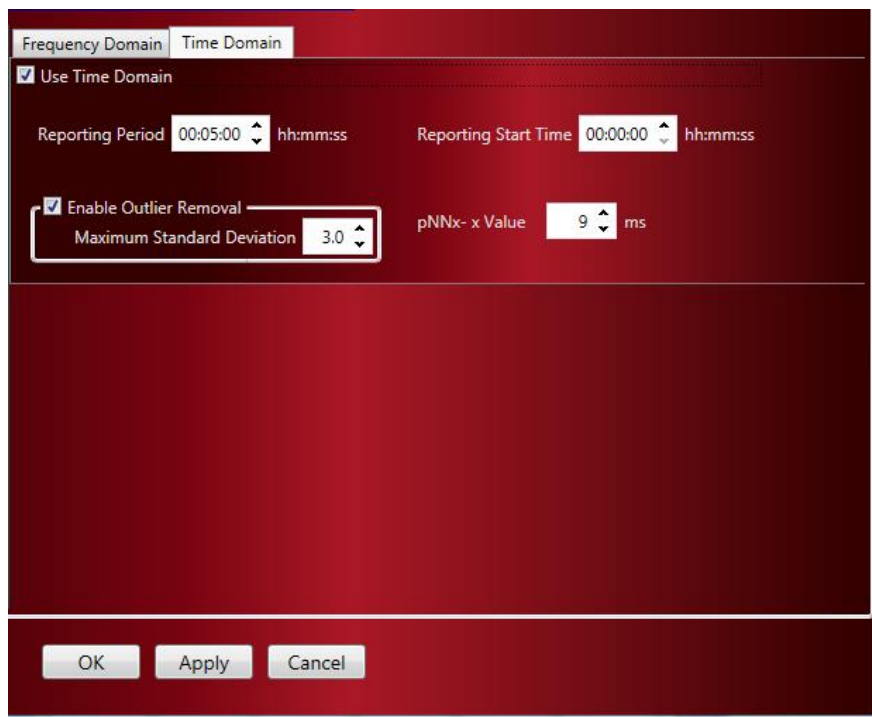 Frequency Domain Time Domain
Use Time Domain
Reporting Period 00:05:00 hh:mm:ss Reporting Start Time 00:00:00 hh:mm:ss
Enable Outlier Removal
Maximum Standard Deviation 3.0
pNNx- x Value 9 ms
OK Apply Cancel